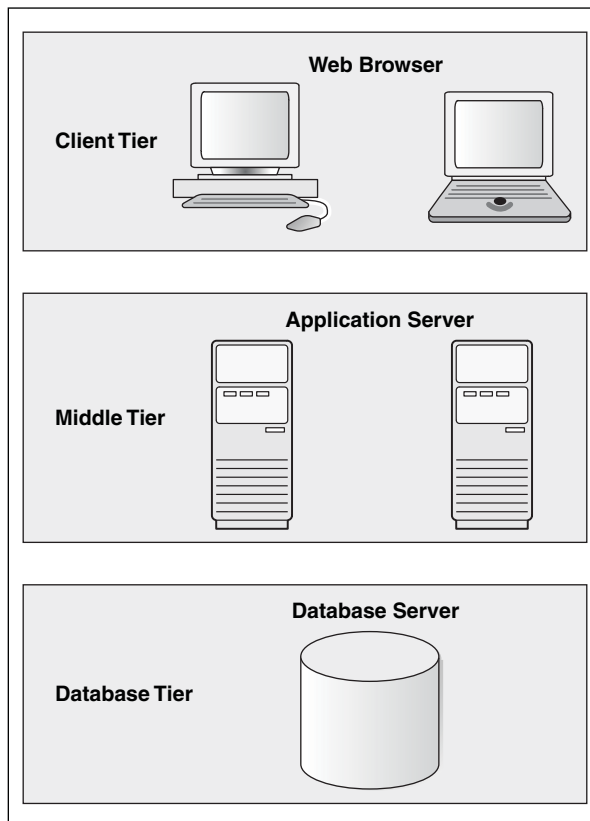 Web Browser
Client Tier
Application Server
Middle Tier
Database Server
Database Tier